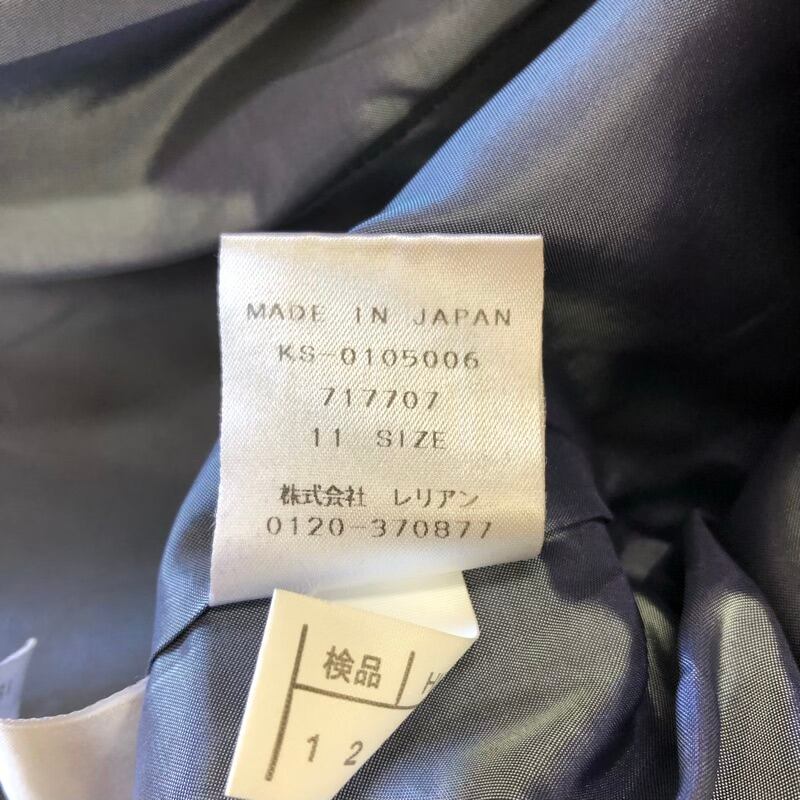 MADE IN JAPAN
KS-0105006
717707
11 SIZE
株式会社 レリアン
0120-370877
検品 H
1 2